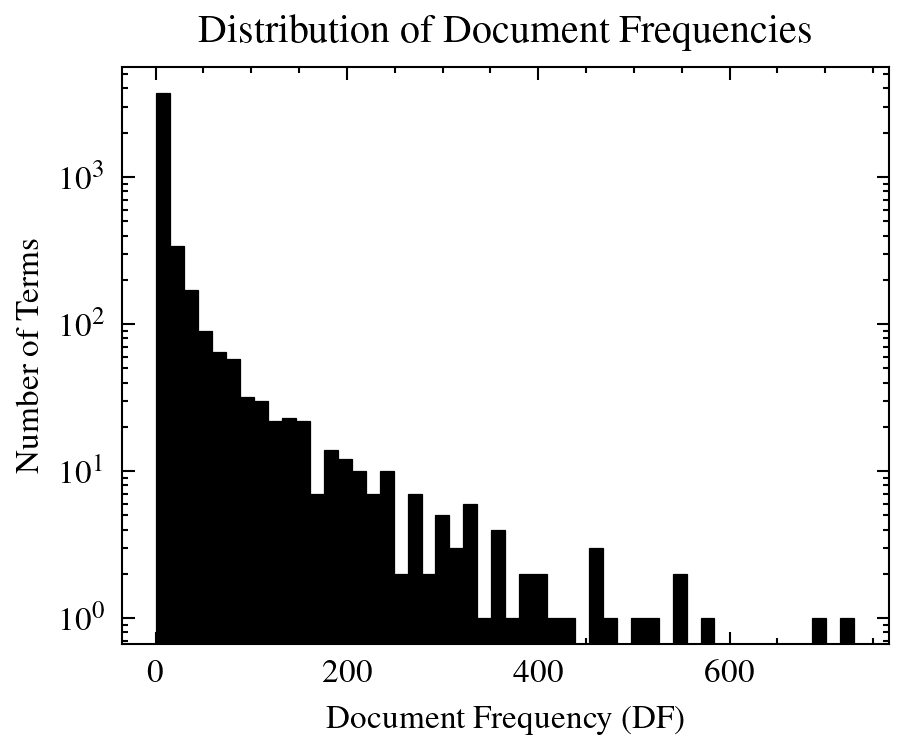 Distribution of Document Frequencies
Number of Terms
10³
10²
10¹
10⁰
0 200 400 600
Document Frequency (DF)